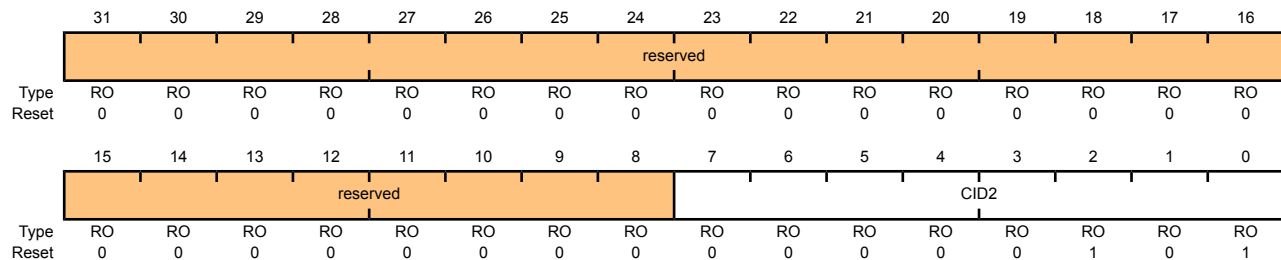 31 30 29 28 27 26 25 24 23 22 21 20 19 18 17 16
reserved
Type RO RO RO RO RO RO RO RO RO RO RO RO RO RO RO RO
Reset 0 0 0 0 0 0 0 0 0 0 0 0 0 0 0 0
15 14 13 12 11 10 9 8 7 6 5 4 3 2 1 0
reserved CID2
Type RO RO RO RO RO RO RO RO RO RO RO RO RO RO RO RO
Reset 0 0 0 0 0 0 0 0 0 0 0 0 0 1 0 1